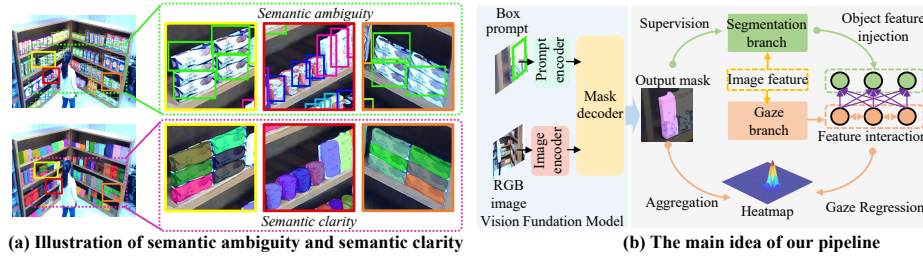 Semantic ambiguity
Semantic clarity
(a) Illustration of semantic ambiguity and semantic clarity
Box
prompt
Prompt
encoder
Image
encoder
Mask
decoder
RGB
image
Vision Fundation Model
Supervision
Segmentation
branch
Object feature
injection
Output mask
Image feature
Gaze
branch
Feature interaction
Aggregation
Heatmap
Gaze Regression
(b) The main idea of our pipeline